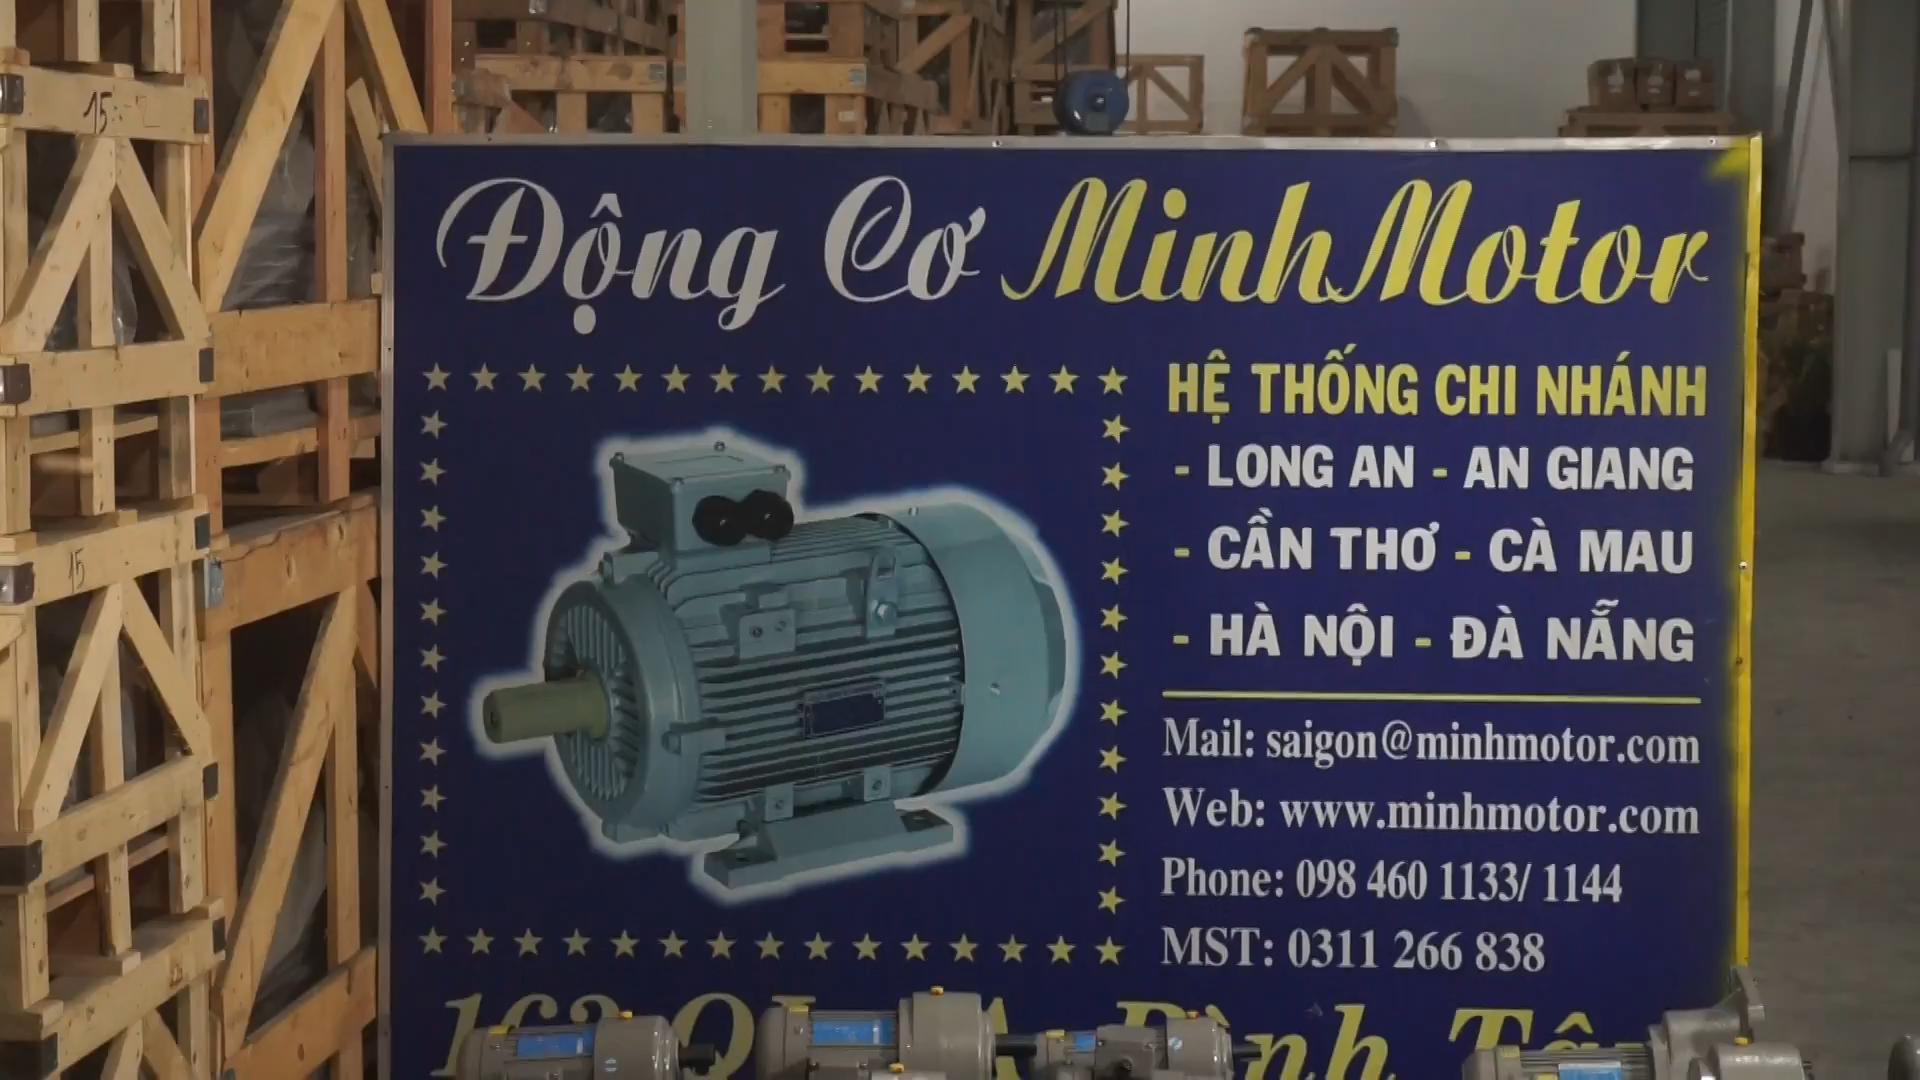 Động Cơ MinhMotor
HỆ THỐNG CHI NHÁNH
- LONG AN - AN GIANG
- CẦN THƠ - CÀ MAU
- HÀ NỘI - ĐÀ NẴNG
Mail: saigon@minhmotor.com
Web: www.minhmotor.com
Phone: 098 460 1133/ 1144
MST: 0311 266 838
Bình
15